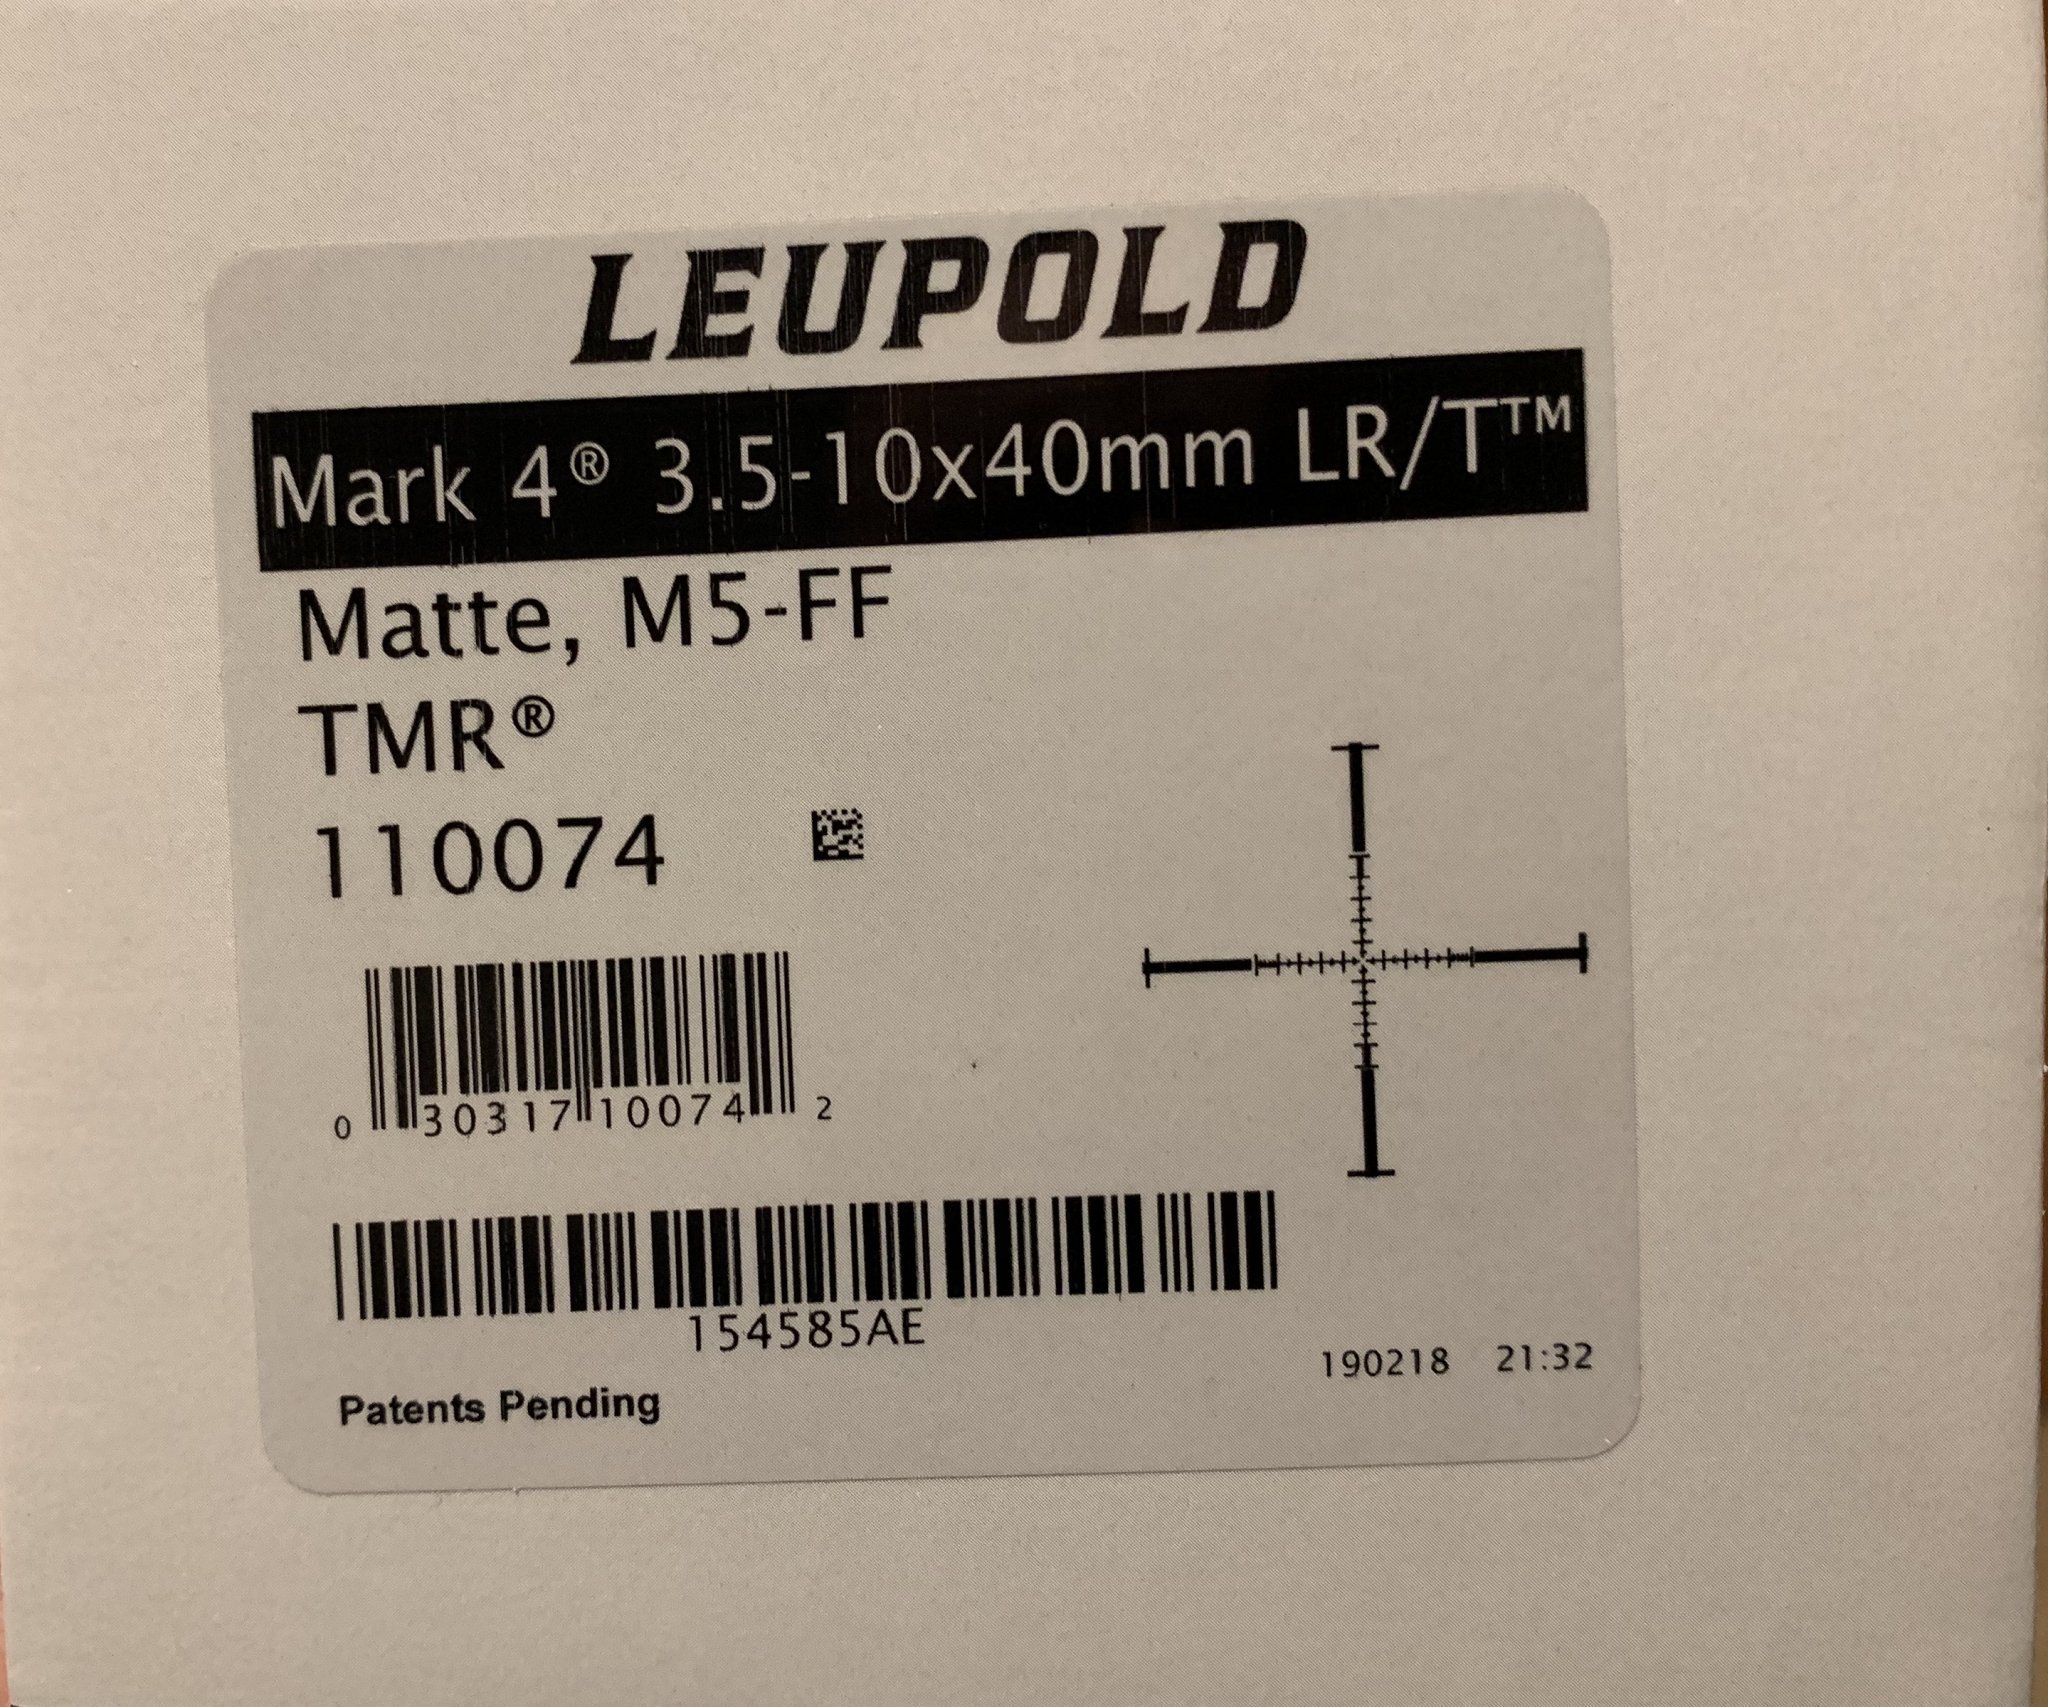 LEUPOLD
Mark 4® 3.5-10x40mm LR/T™
Matte, M5-FF
TMR®
110074
0 30317 10074 2
154585AE
190218 21:32
Patents Pending